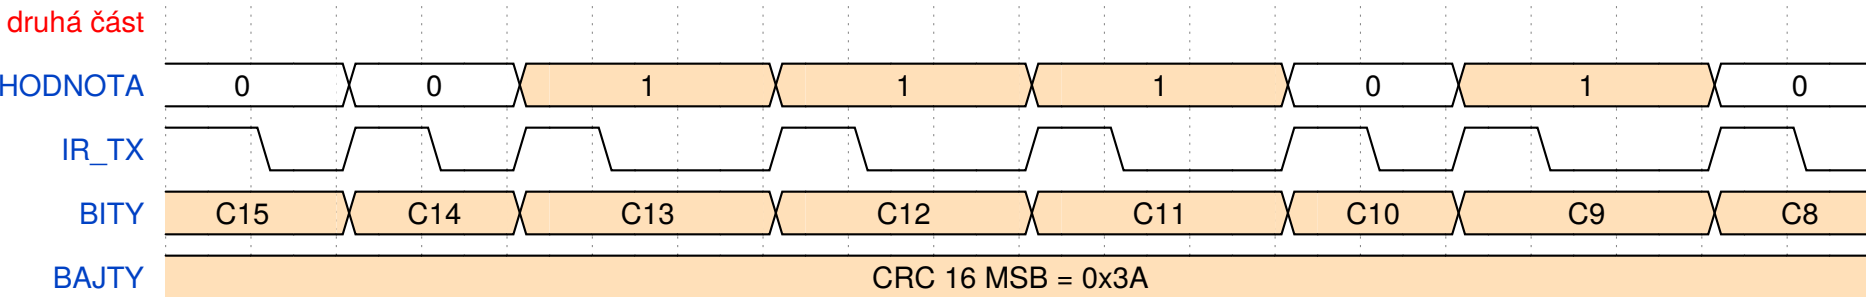 druhá část
HODNOTA 0 0 1 1 1 0 1 0
IR_TX
BITY C15 C14 C13 C12 C11 C10 C9 C8
BAJTY CRC 16 MSB = 0x3A